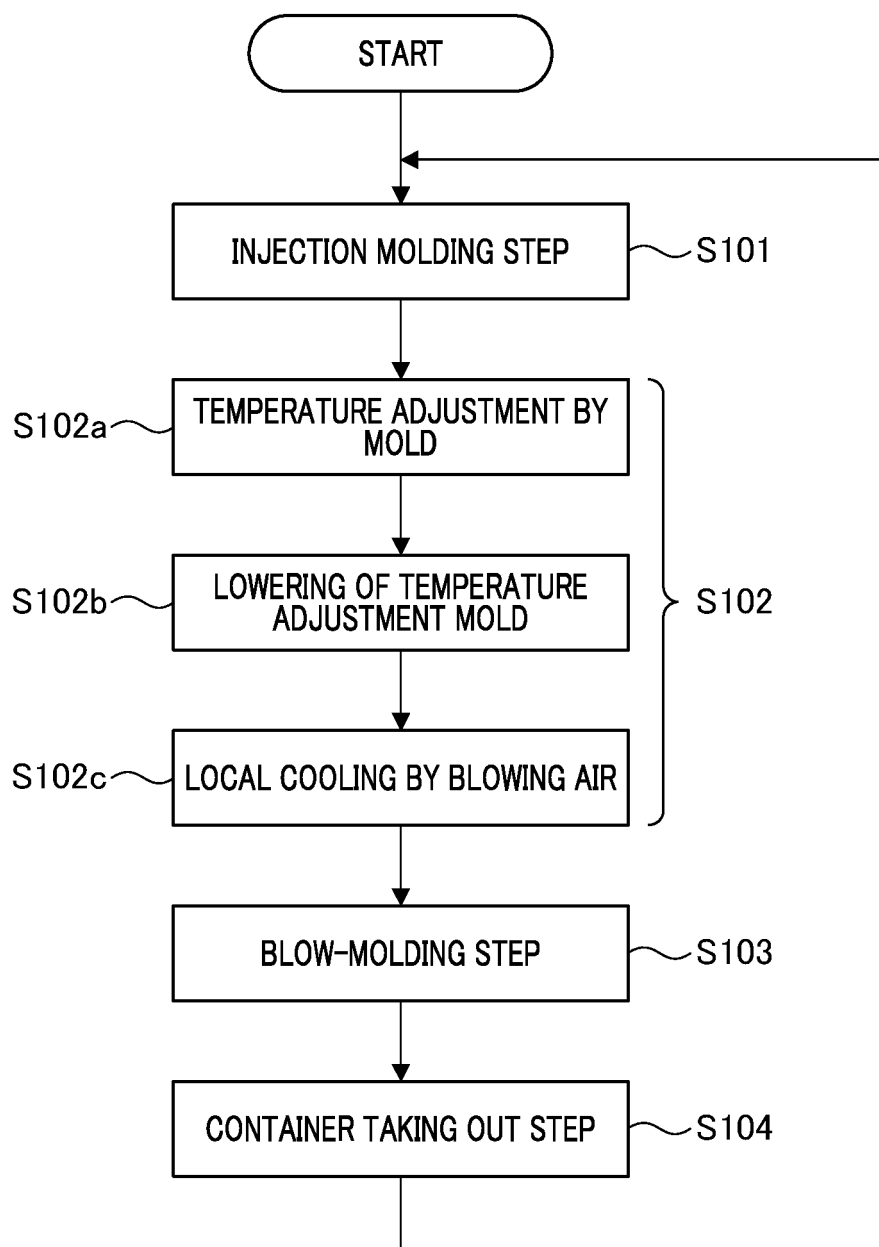 START
INJECTION MOLDING STEP
S101
S102a
TEMPERATURE ADJUSTMENT BY
MOLD
S102b
LOWERING OF TEMPERATURE
ADJUSTMENT MOLD
S102
S102c
LOCAL COOLING BY BLOWING AIR
BLOW-MOLDING STEP
S103
CONTAINER TAKING OUT STEP
S104